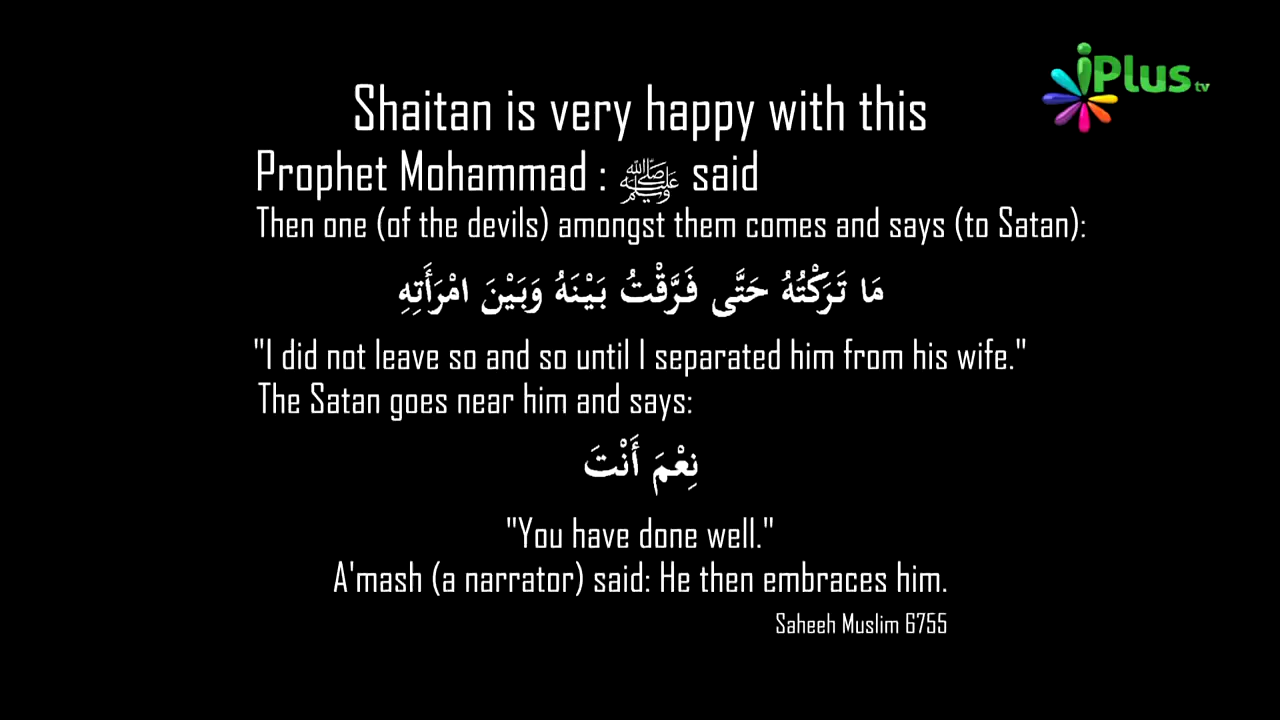 iPlus tv
Shaitan is very happy with this
Prophet Mohammad : ﷺ said
Then one (of the devils) amongst them comes and says (to Satan):
مَا تَرَكْتُهُ حَتَّى فَرَّقْتُ بَيْنَهُ وَبَيْنَ امْرَأَتِهِ
"I did not leave so and so until I separated him from his wife."
The Satan goes near him and says:
نِعْمَ أَنْتَ
"You have done well."
A'mash (a narrator) said: He then embraces him.
Saheeh Muslim 6755